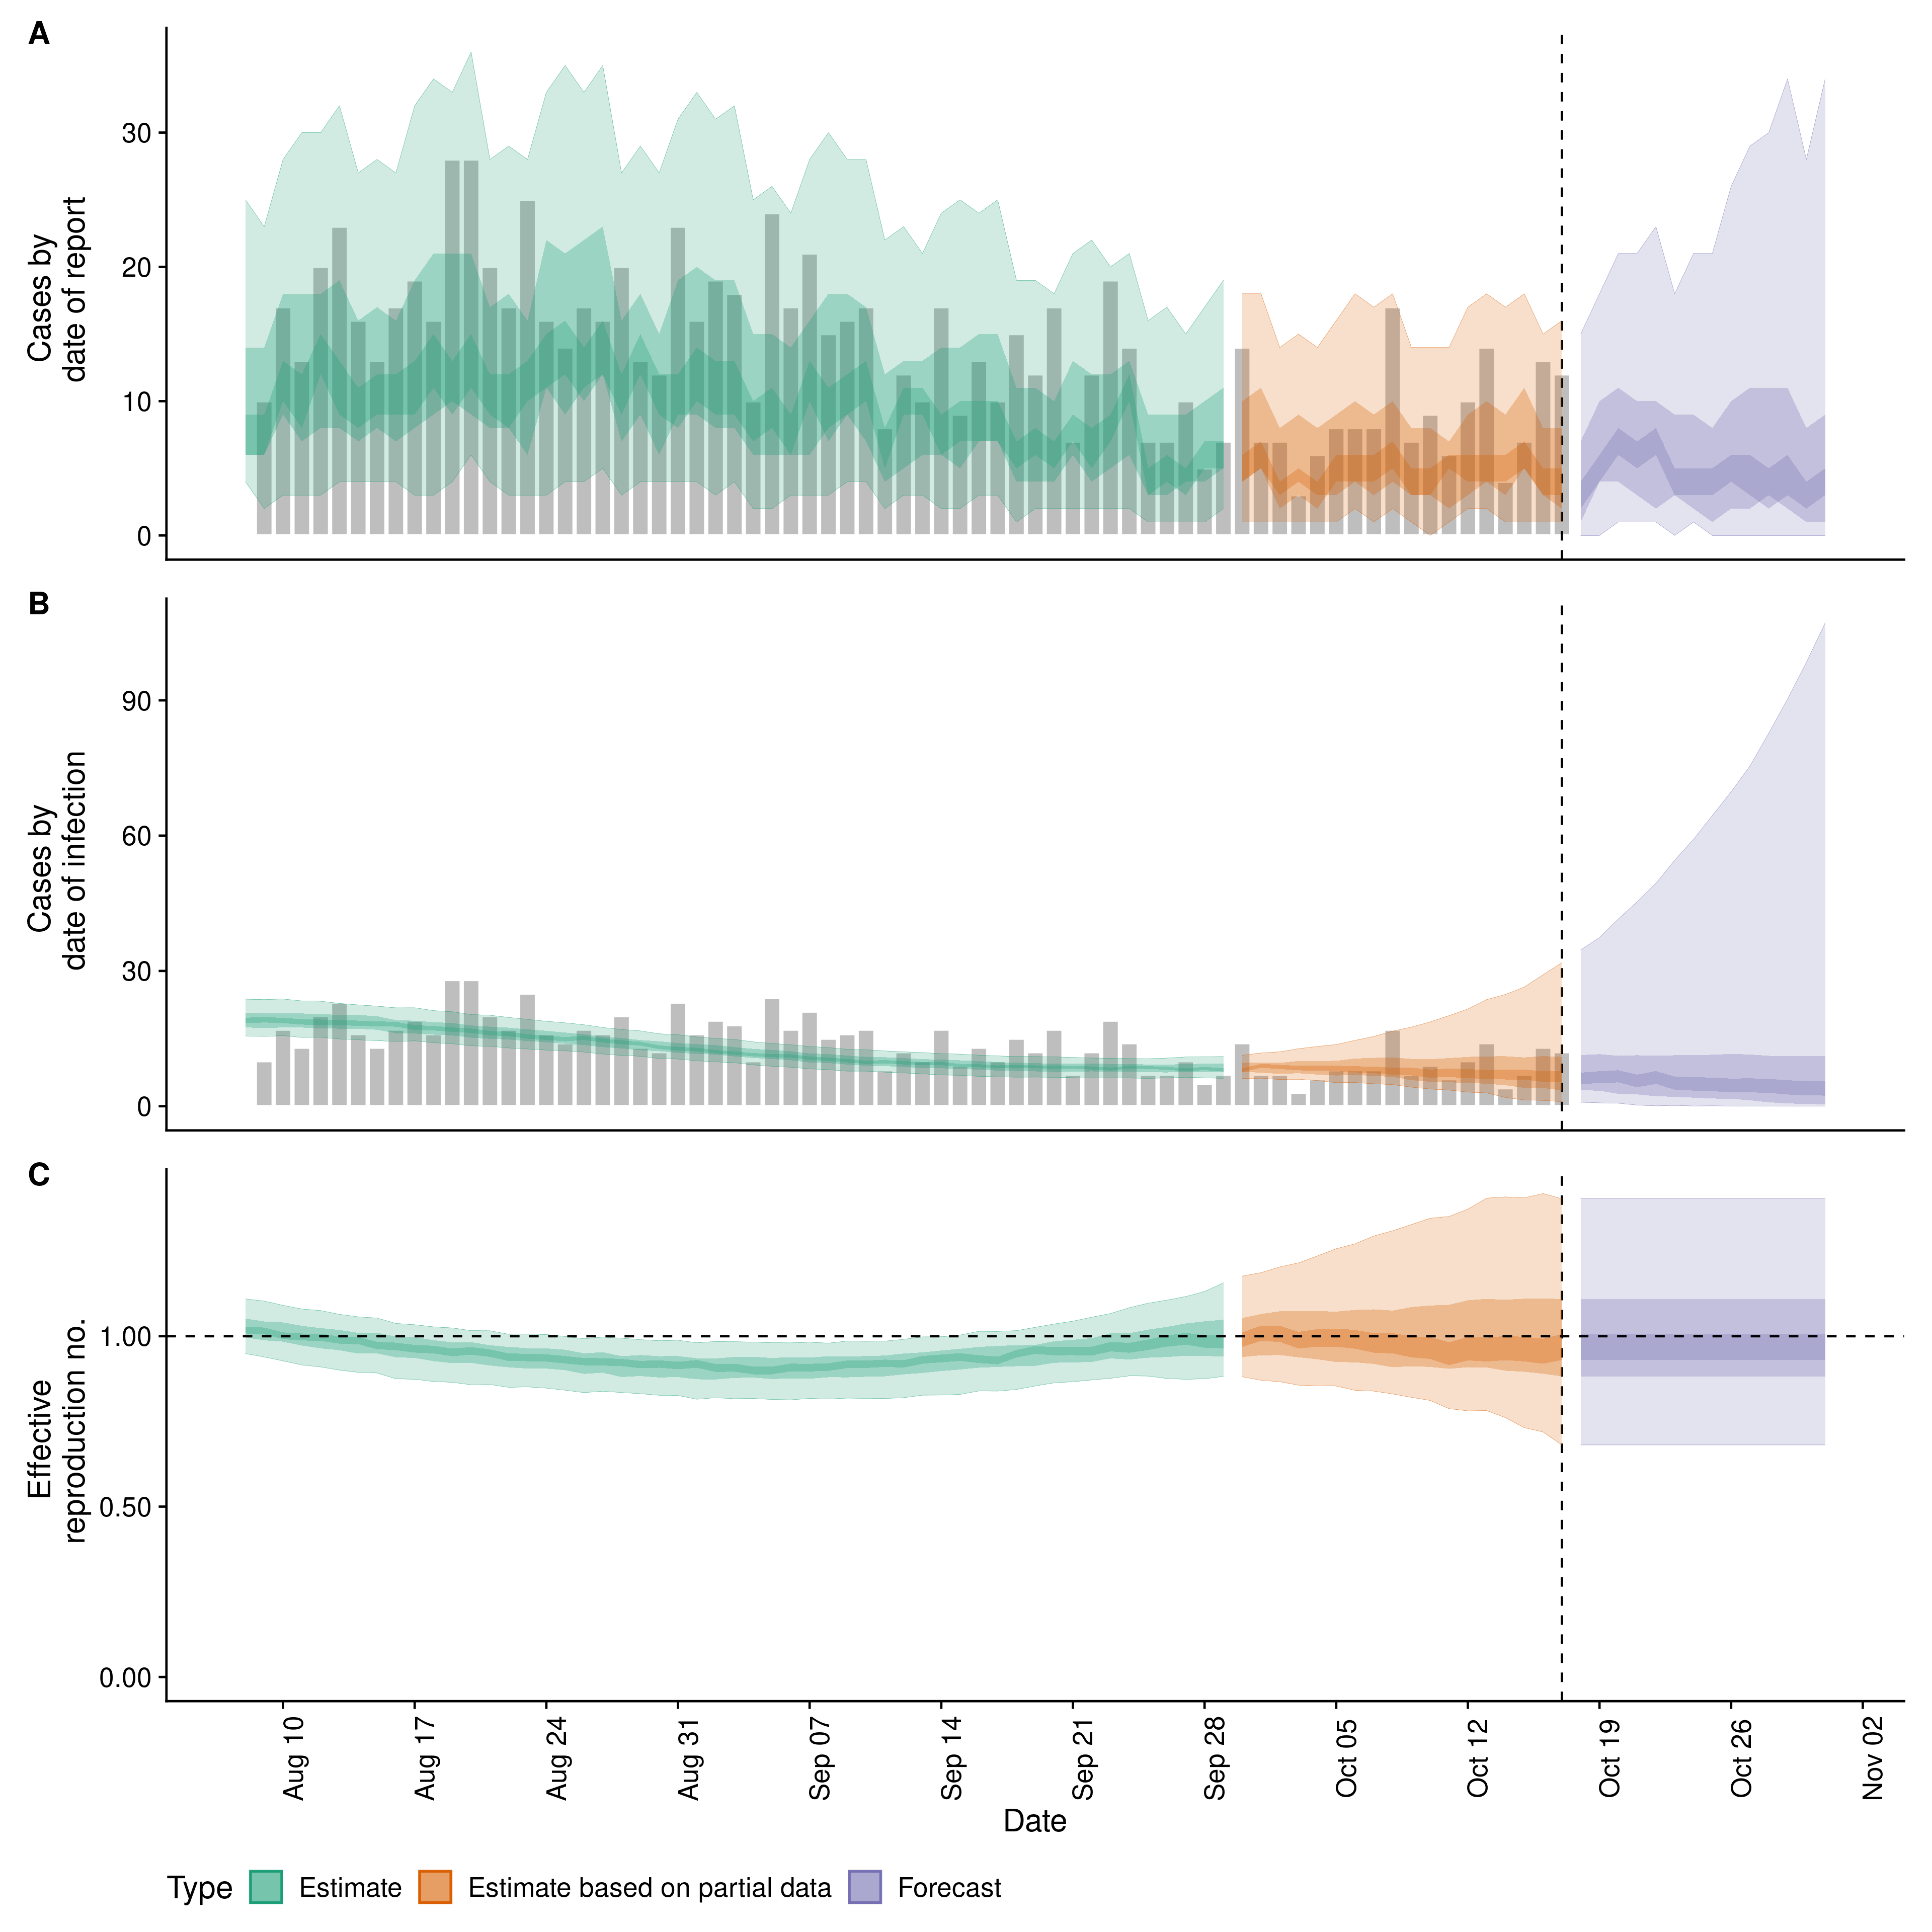 A
Cases by
date of report
30
20
10
0
B
Cases by
date of infection
90
60
30
0
C
Effective
reproduction no.
1.00
0.50
0.00
Aug 10
Aug 17
Aug 24
Aug 31
Sep 07
Sep 14
Sep 21
Sep 28
Oct 05
Oct 12
Oct 19
Oct 26
Nov 02
Date
Type Estimate Estimate based on partial data Forecast